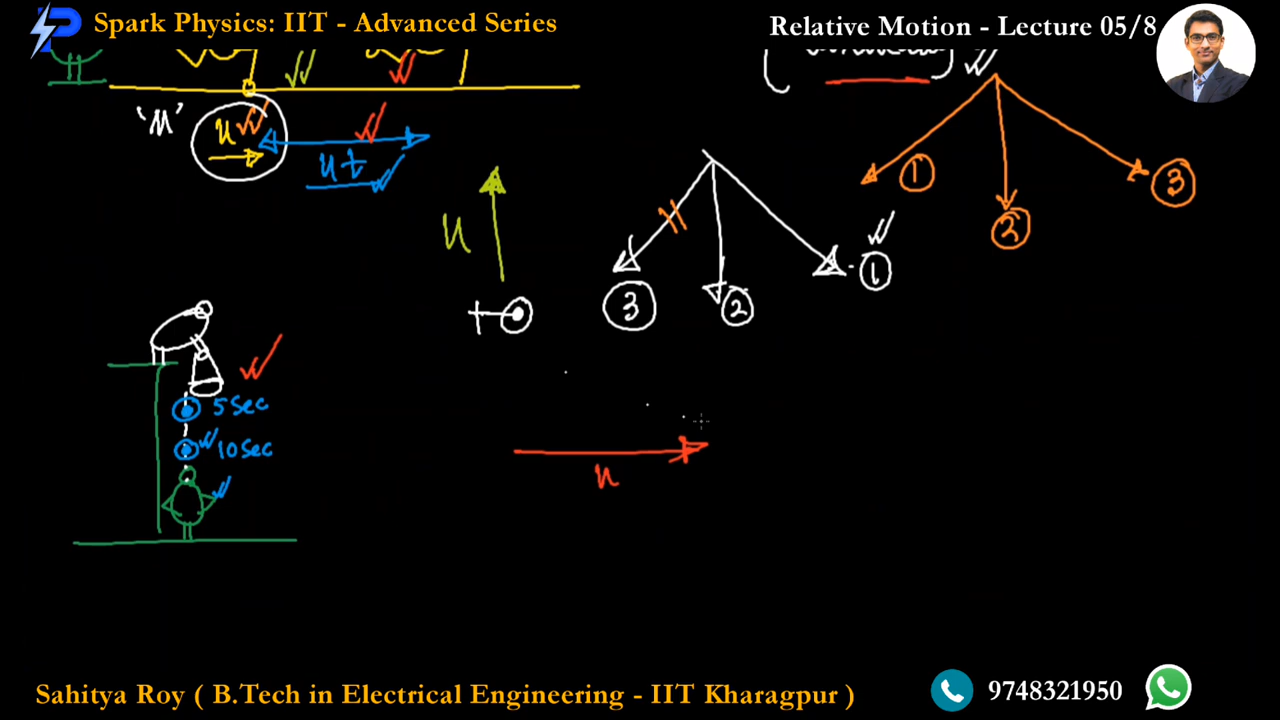 Spark Physics: IIT - Advanced Series
Relative Motion - Lecture 05/8
'M'
u
ut
u
1
2
3
3
2
1
5 sec
10 sec
u
Sahitya Roy ( B.Tech in Electrical Engineering - IIT Kharagpur )
9748321950